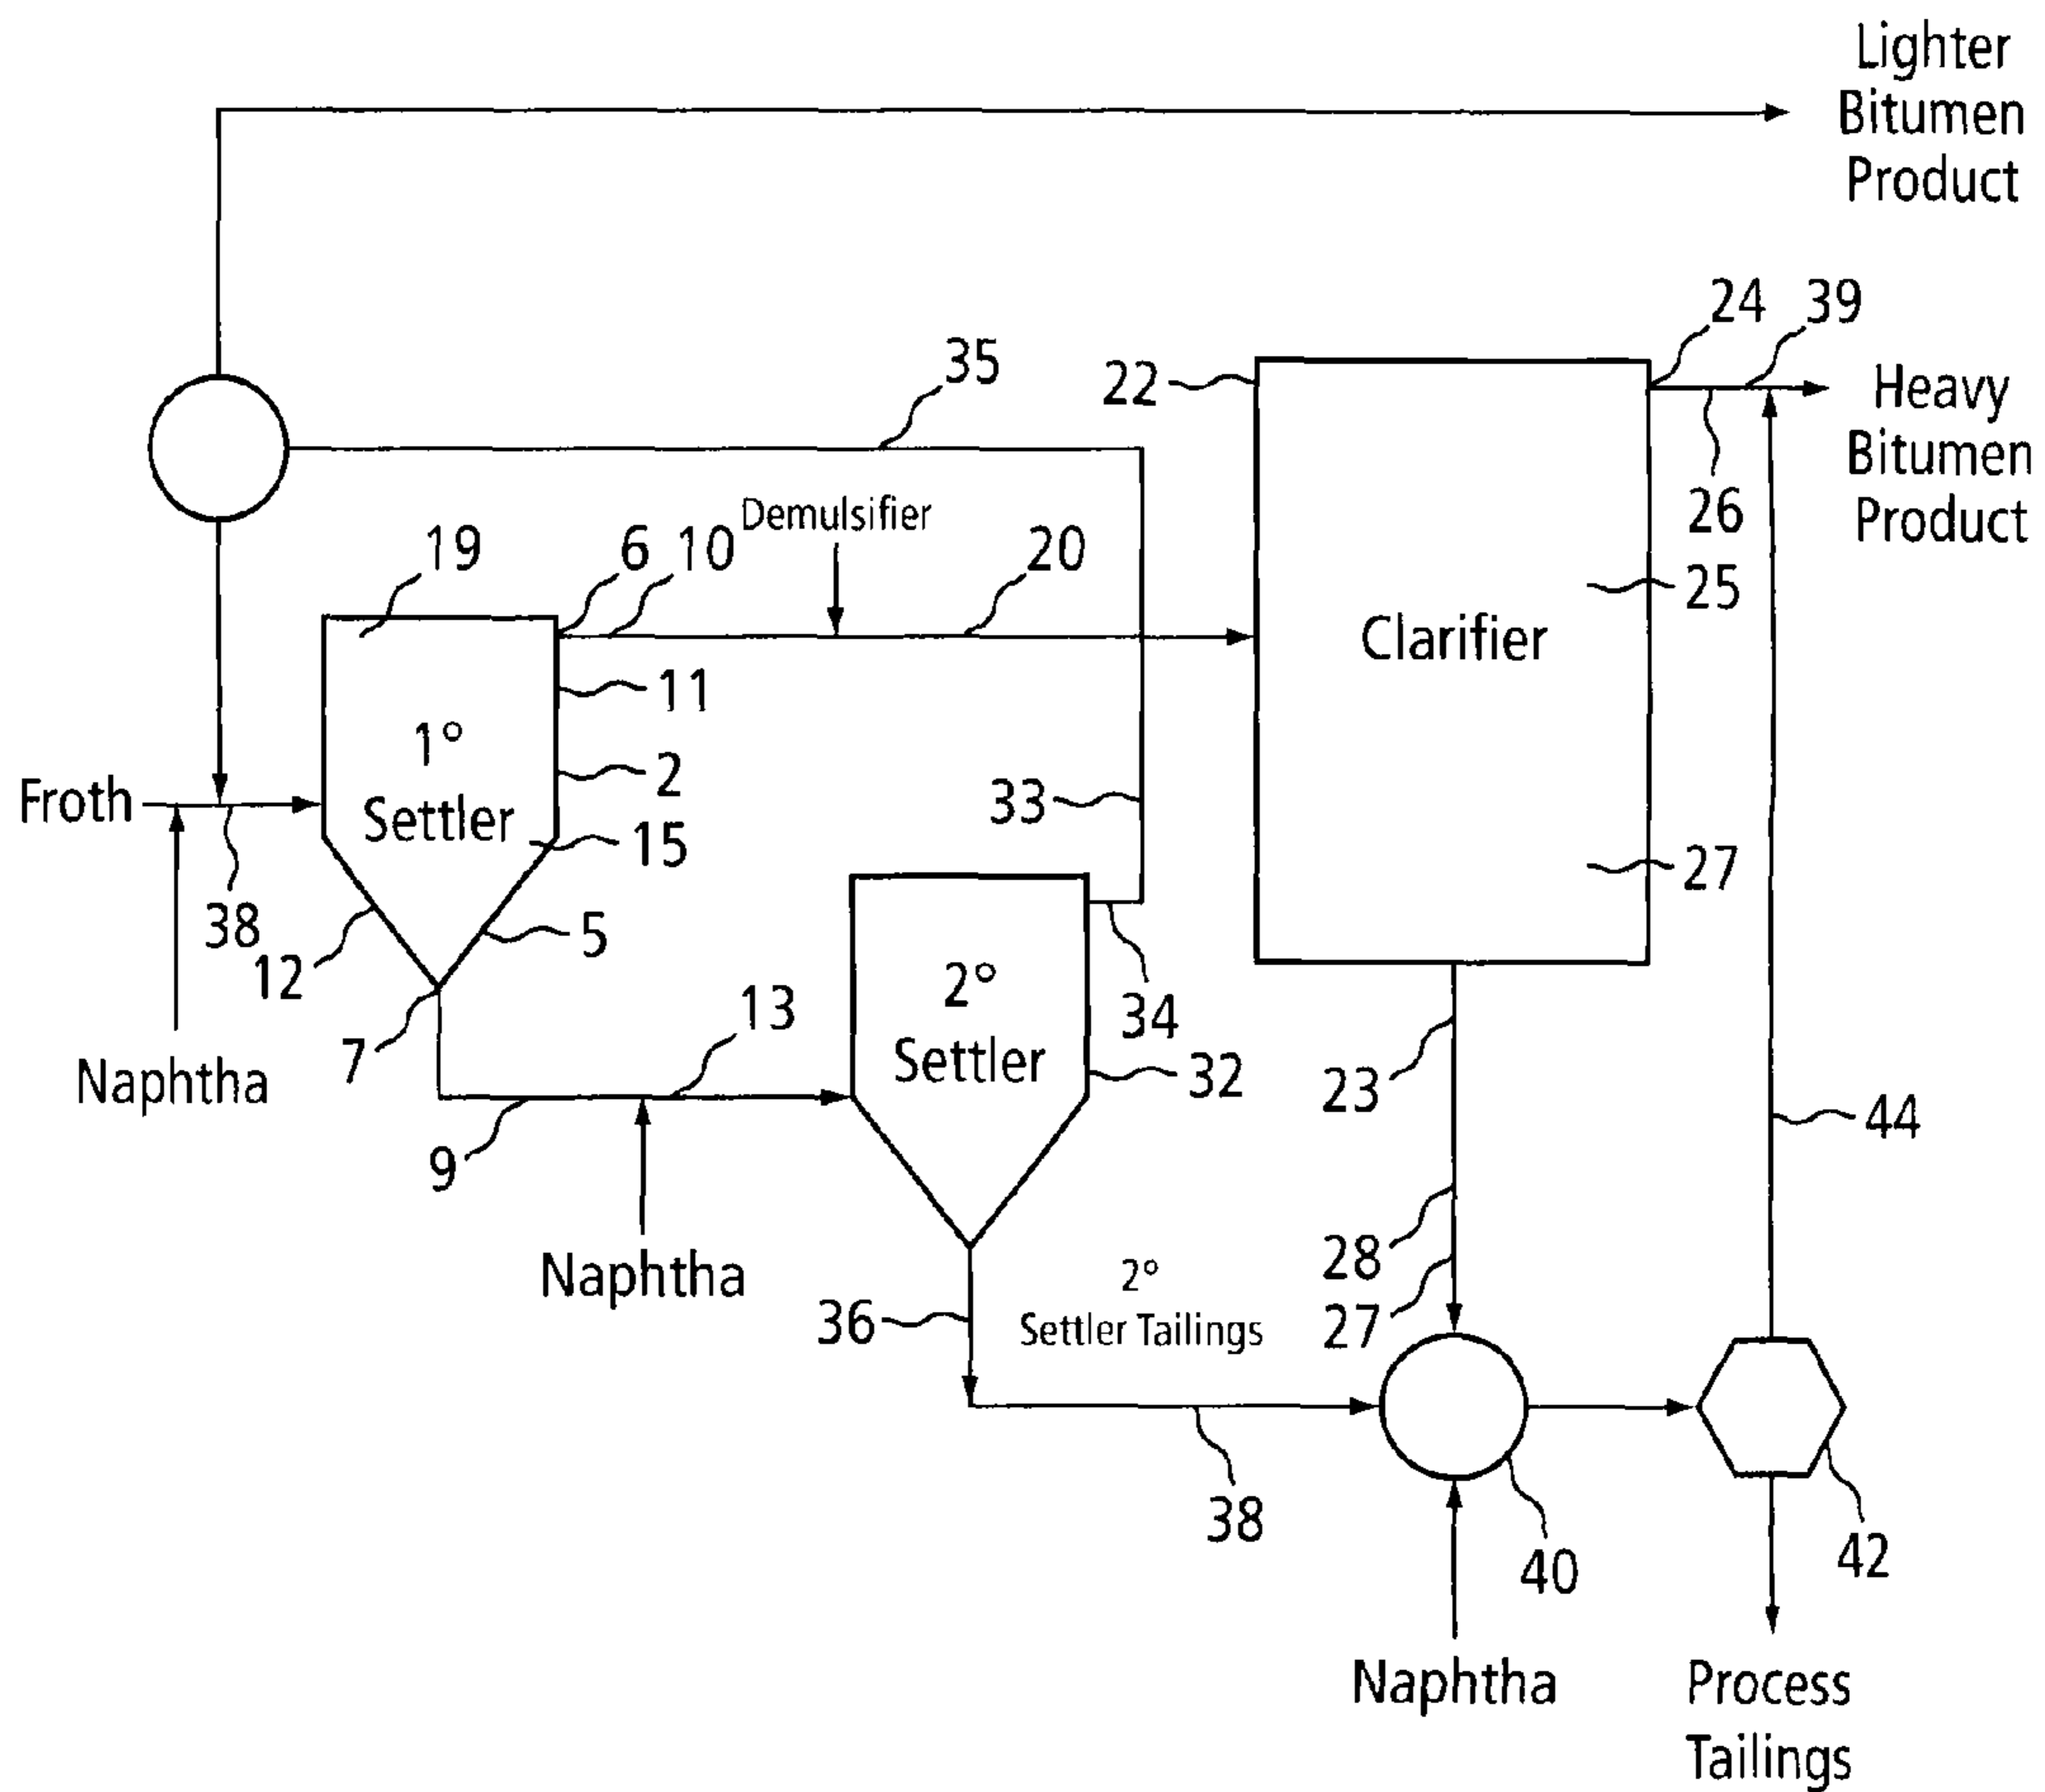 Lighter
Bitumen
Product
24
39
35
22
Heavy
Bitumen
Product
26
Demulsifier
19
6
10
20
25
Clarifier
11
1°
2
33
Froth
Settler
15
27
38
5
12
2°
34
13
7
Settler
32
Naphtha
23
44
9
28
2°
Naphtha
27
36
Settler Tailings
38
40
42
Naphtha
Process
Tailings